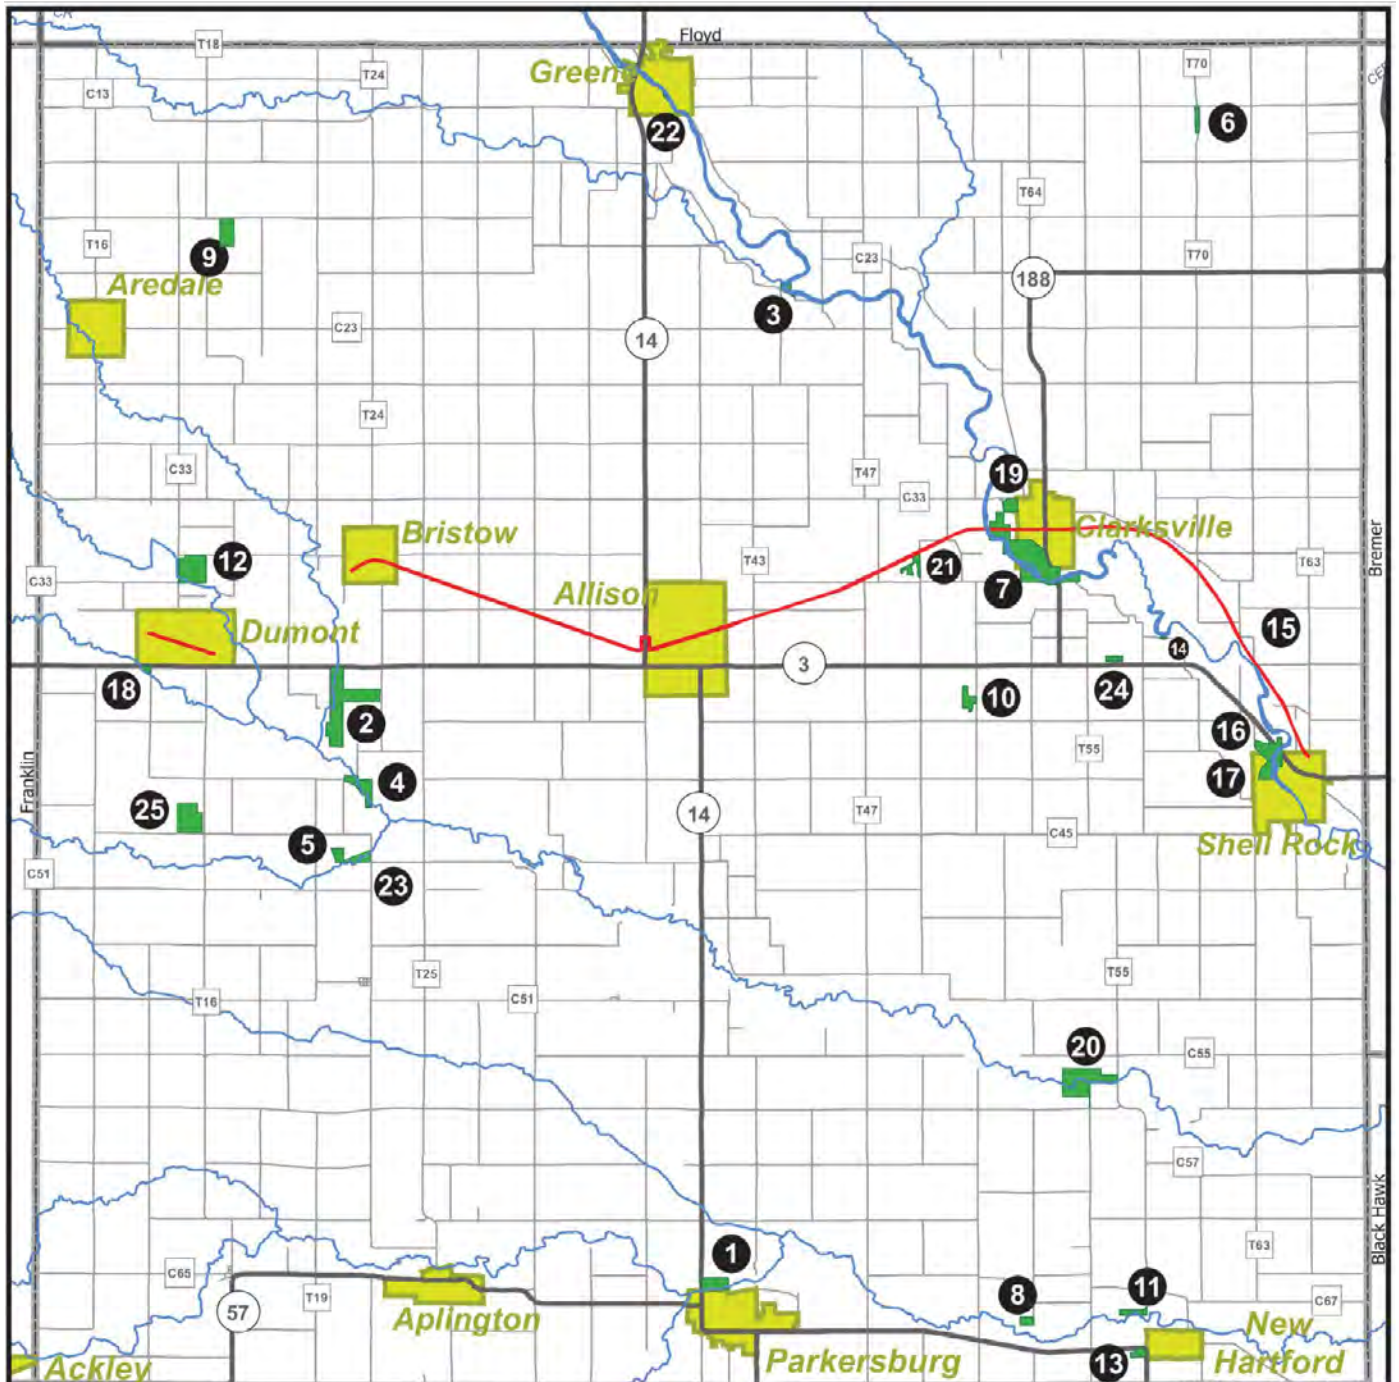 CR
Floyd
T18
T24
T70
CE
C13
Greene
22
6
T64
9
T16
T70
C23
Aredale
188
3
C23
14
T24
C33
T47
19
C33
Bristow
Clarksville
12
T43
21
T63
Bremer
C33
7
Allison
Dumont
15
14
3
18
24
10
2
16
T55
Franklin
17
4
25
14
T47
C45
5
Shell Rock
C51
23
T25
T55
T16
C51
20
C55
C57
Black Hawk
1
T63
C65
8
11
C67
57
T19
Aplington
New
13
Hartford
Parkersburg
Ackley